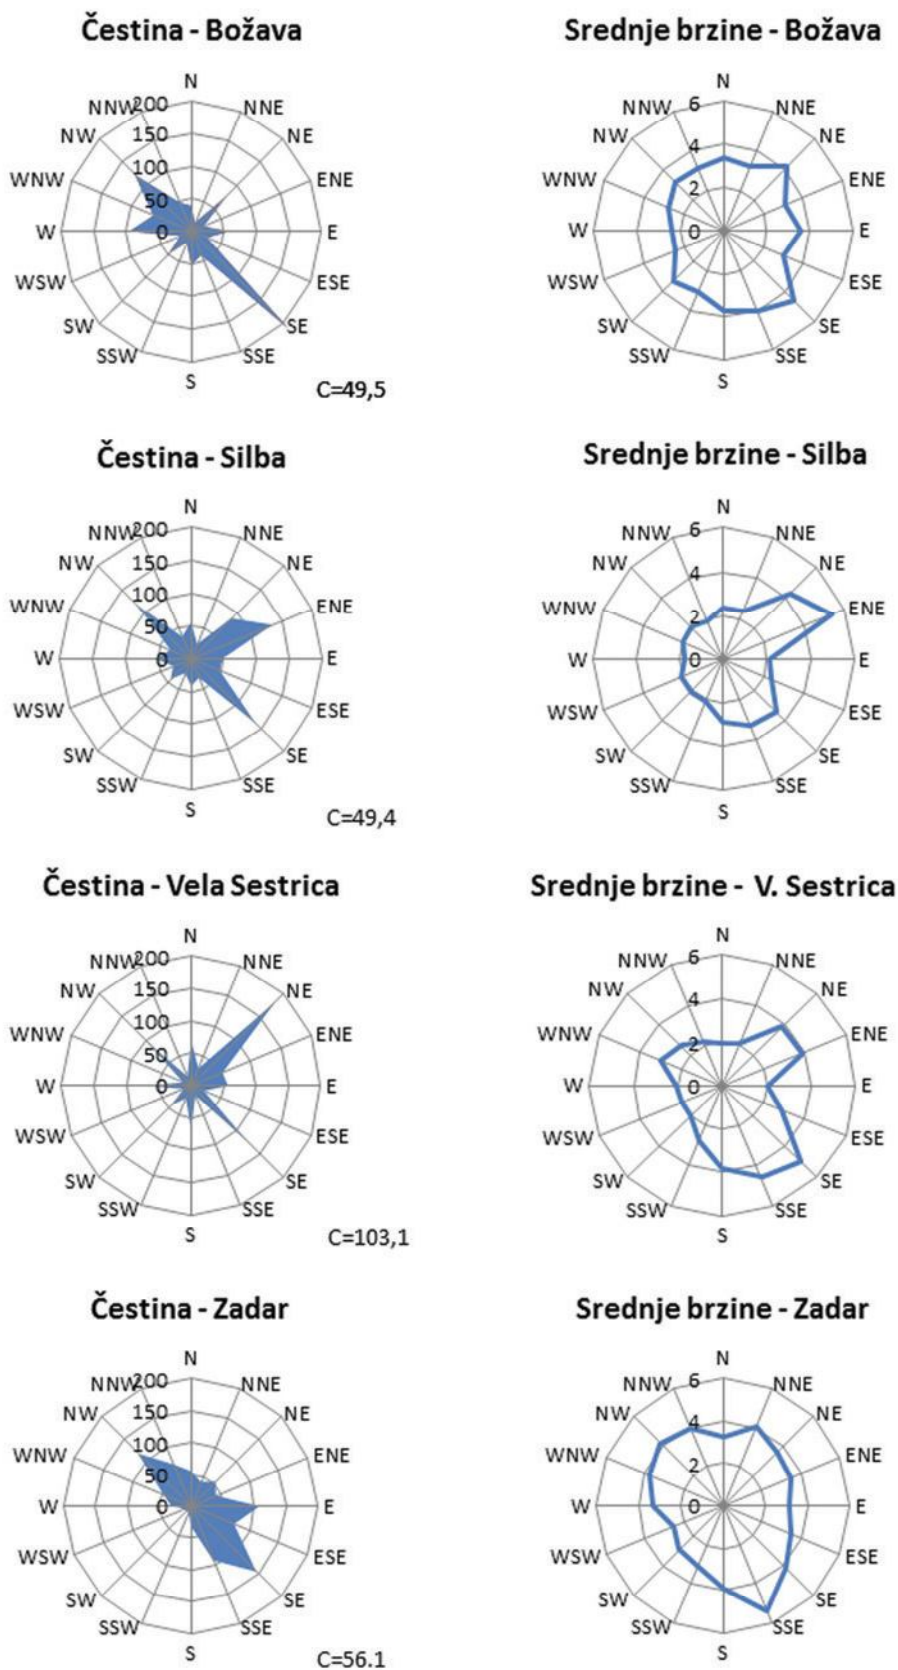 Čestina - Božava
N
NNE
NE
ENE
E
ESE
SE
SSE
S
SSW
SW
WSW
W
WNW
NW
NNW
200
150
100
50
0
C=49,5
Srednje brzine - Božava
N
NNE
NE
ENE
E
ESE
SE
SSE
S
SSW
SW
WSW
W
WNW
NW
NNW
6
4
2
0
Čestina - Silba
N
NNE
NE
ENE
E
ESE
SE
SSE
S
SSW
SW
WSW
W
WNW
NW
NNW
200
150
100
50
0
C=49,4
Srednje brzine - Silba
N
NNE
NE
ENE
E
ESE
SE
SSE
S
SSW
SW
WSW
W
WNW
NW
NNW
6
4
2
0
Čestina - Vela Sestrica
N
NNE
NE
ENE
E
ESE
SE
SSE
S
SSW
SW
WSW
W
WNW
NW
NNW
200
150
100
50
0
C=103,1
Srednje brzine - V. Sestrica
N
NNE
NE
ENE
E
ESE
SE
SSE
S
SSW
SW
WSW
W
WNW
NW
NNW
6
4
2
0
Čestina - Zadar
N
NNE
NE
ENE
E
ESE
SE
SSE
S
SSW
SW
WSW
W
WNW
NW
NNW
200
150
100
50
0
C=56.1
Srednje brzine - Zadar
N
NNE
NE
ENE
E
ESE
SE
SSE
S
SSW
SW
WSW
W
WNW
NW
NNW
6
4
2
0